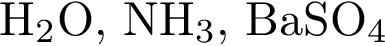 H₂O, NH₃, BaSO₄